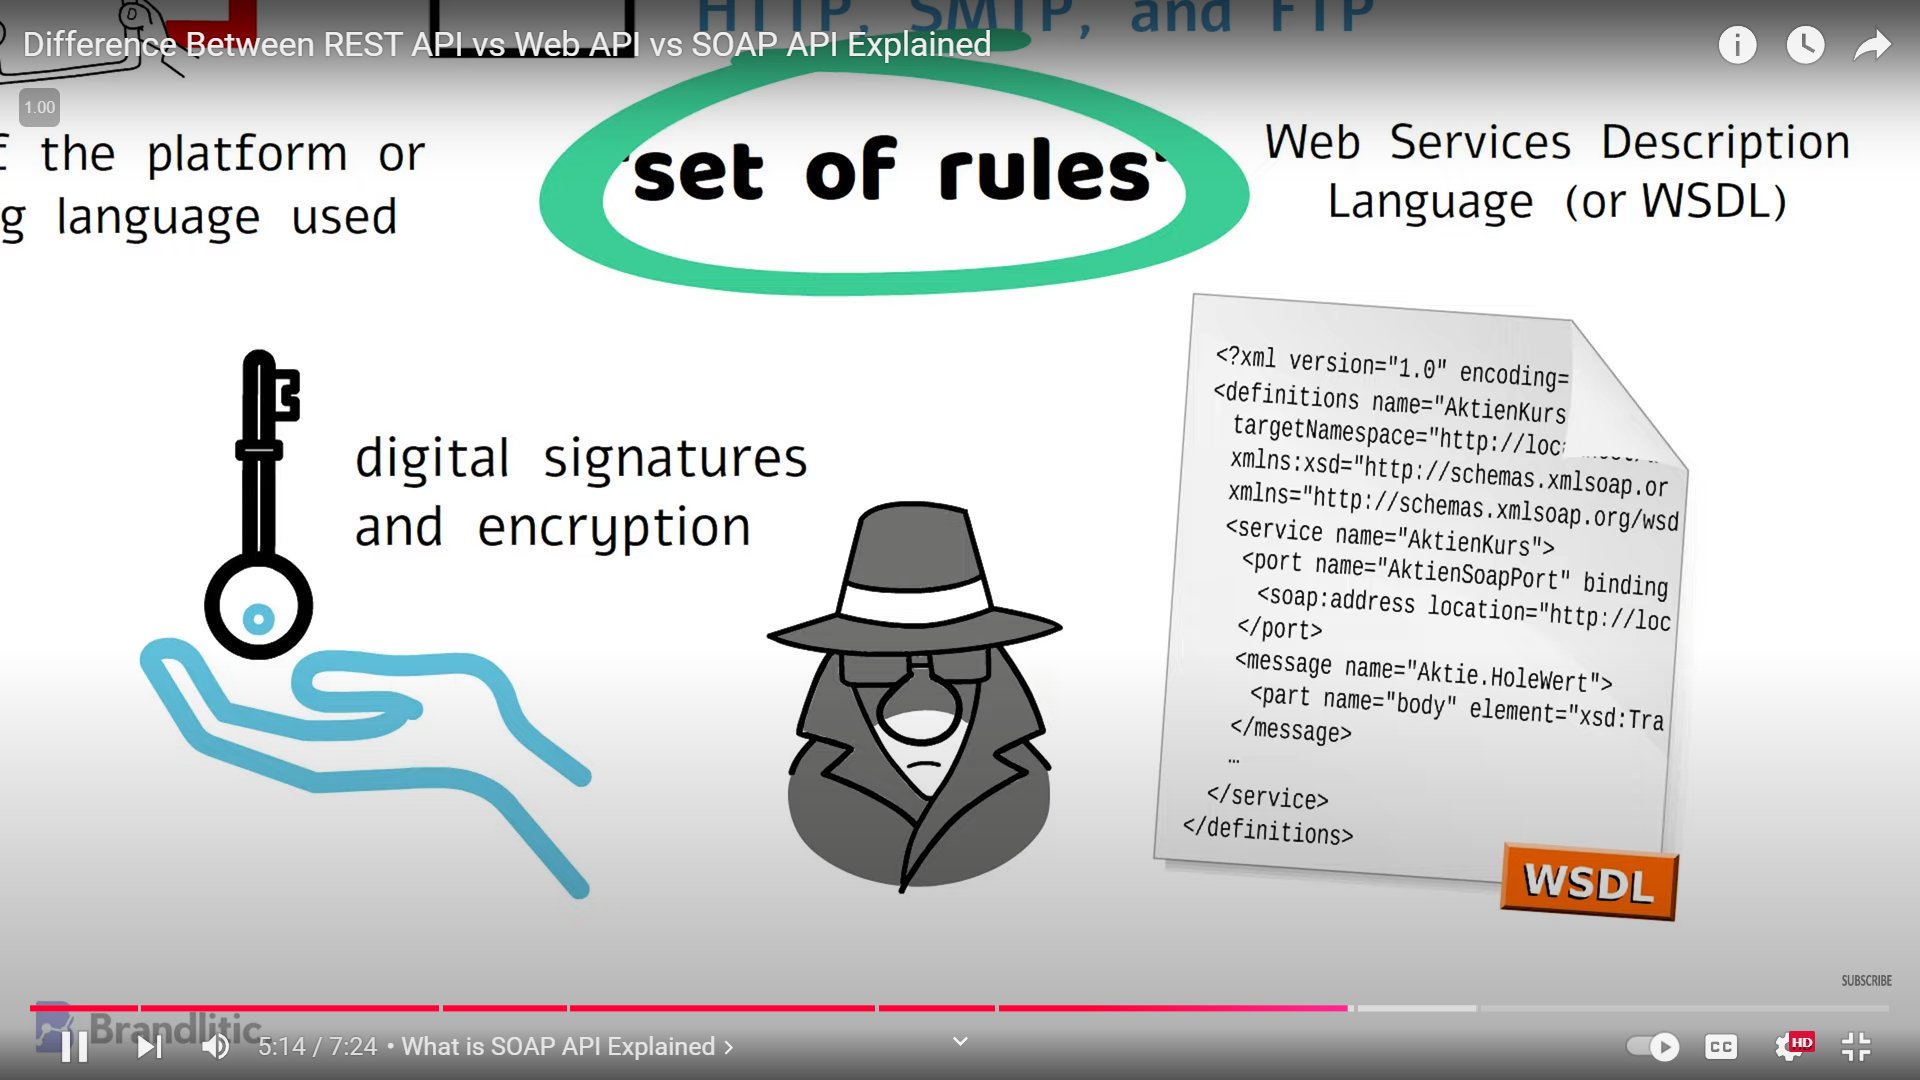 HTTP, SMTP, and FTP
Difference Between REST API vs Web API vs SOAP API Explained
1.00
f the platform or
g language used
'set of rules'
Web Services Description
Language (or WSDL)
digital signatures
and encryption
<?xml version="1.0" encoding=
<definitions name="AktienKurs
targetNamespace="http://loc
xmlns:xsd="http://schemas.xmlsoap.or
xmlns="http://schemas.xmlsoap.org/wsd
<service name="AktienKurs">
<port name="AktienSoapPort" binding
<soap:address location="http://loc
</port>
<message name="Aktie.HoleWert">
<part name="body" element="xsd:Tra
</message>
…
</service>
</definitions>
WSDL
SUBSCRIBE
Brandlitic
5:14 / 7:24 • What is SOAP API Explained >
CC
HD